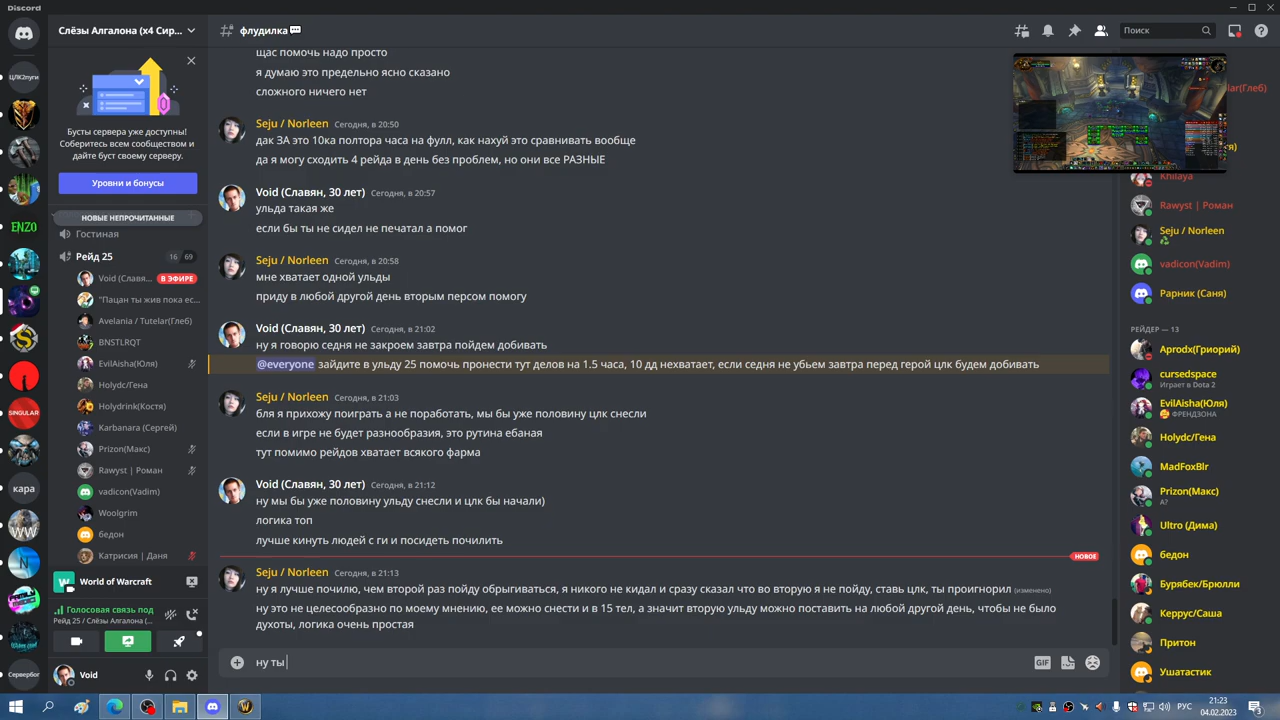 Discord
Слёзы Алгалона (x4 Сир...
флудилка
Поиск
Бусты сервера уже доступны!
Соберитесь всем сообществом и
дайте буст своему серверу.
Уровни и бонусы
НОВЫЕ НЕПРОЧИТАННЫЕ
Гостиная
Рейд 25
16 69
Void (Славя...
В ЭФИРЕ
"Пацан ты жив пока ес...
Avelania / Tutelar(Глеб)
BNSTLRQT
EvilAisha(Юля)
Holydc/Гена
Holydrink(Костя)
Karbanara (Сергей)
Prizon(Макс)
Rawyst | Роман
vadicon(Vadim)
Woolgrim
бедон
Катрисия | Даня
World of Warcraft
Голосовая связь под
Рейд 25 / Слёзы Алгалона (...
Void
ЦЛК2пуги
ENZO
SINGULAR
кара
WW
Серверbor
щас помочь надо просто
я думаю это предельно ясно сказано
сложного ничего нет
Seju / Norleen Сегодня, в 20:50
дак ЗА это 10ка полтора часа на фулл, как можно это сравнивать вообще
да я могу сходить 4 рейда в день без проблем, но они все РАЗНЫЕ
Void (Славян, 30 лет) Сегодня, в 20:57
ульда такая же
если бы ты не сидел не печатал а помог
Seju / Norleen Сегодня, в 20:58
мне хватает одной ульды
приду в любой другой день вторым персом помогу
Void (Славян, 30 лет) Сегодня, в 21:02
ну я говорю седня не закроем завтра пойдем добивать
@everyone зайдите в ульду 25 помочь пронести тут делов на 1.5 часа, 10 дд нехватает, если седня не убьем завтра перед герой цлк будем добивать
Seju / Norleen Сегодня, в 21:03
бля я прихожу поиграть а не поработать, мы бы уже половину цлк снесли
если в игре не будет разнообразия, это рутина ебаная
тут помимо рейдов хватает всякого фарма
Void (Славян, 30 лет) Сегодня, в 21:12
ну мы бы уже половину ульду снесли и цлк бы начали)
логика топ
лучше кинуть людей с ги и посидеть почилить
НОВОЕ
Seju / Norleen Сегодня, в 21:13
ну я лучше почилю, чем второй раз пойду обрыгиваться, я никого не кидал и сразу сказал что во вторую я не пойду, ставь цлк, ты проигнорил (изменено)
ну это не целесообразно по моему мнению, ее можно снести и в 15 тел, а значит вторую ульду можно поставить на любой другой день, чтобы не было
духоты, логика очень простая
ну ты
GIF
lar(Глеб)
Khilaya
Rawyst | Роман
Seju / Norleen
vadicon(Vadim)
Рарник (Саня)
РЕЙДЕР — 13
Aprodx(Гриорий)
cursedspace
Играет в Dota 2
EvilAisha(Юля)
ФРЕНДЗОНА
Holydc/Гена
MadFoxBlr
Prizon(Макс)
А?
Ultro (Дима)
бедон
Бурябек/Брюлли
Керрус/Саша
Притон
Ушатастик
РУС
21:23
04.02.2023
3